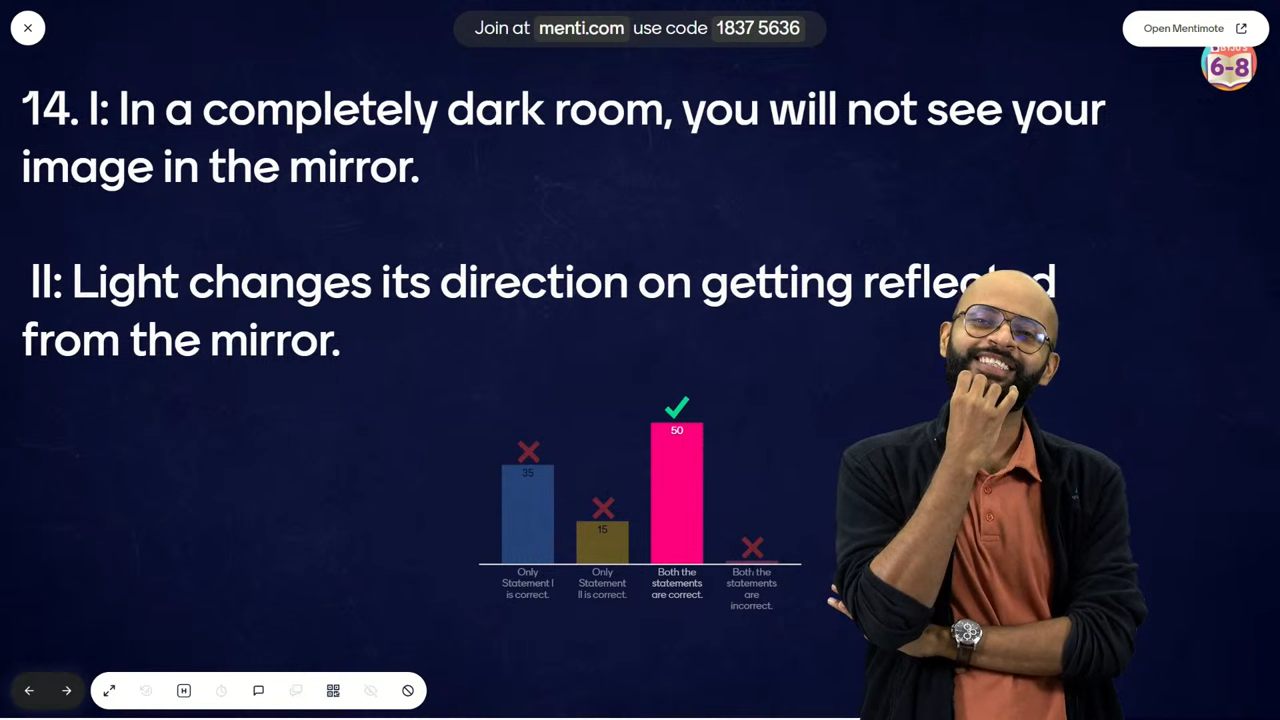 Join at menti.com use code 1837 5636
Open Mentimote
BYJU'S
6-8
14. I: In a completely dark room, you will not see your
image in the mirror.
II: Light changes its direction on getting reflected
from the mirror.
50
35
15
Only
Statement I
is correct.
Only
Statement
II is correct.
Both the
statements
are correct.
Both the
statements
are
incorrect.
H